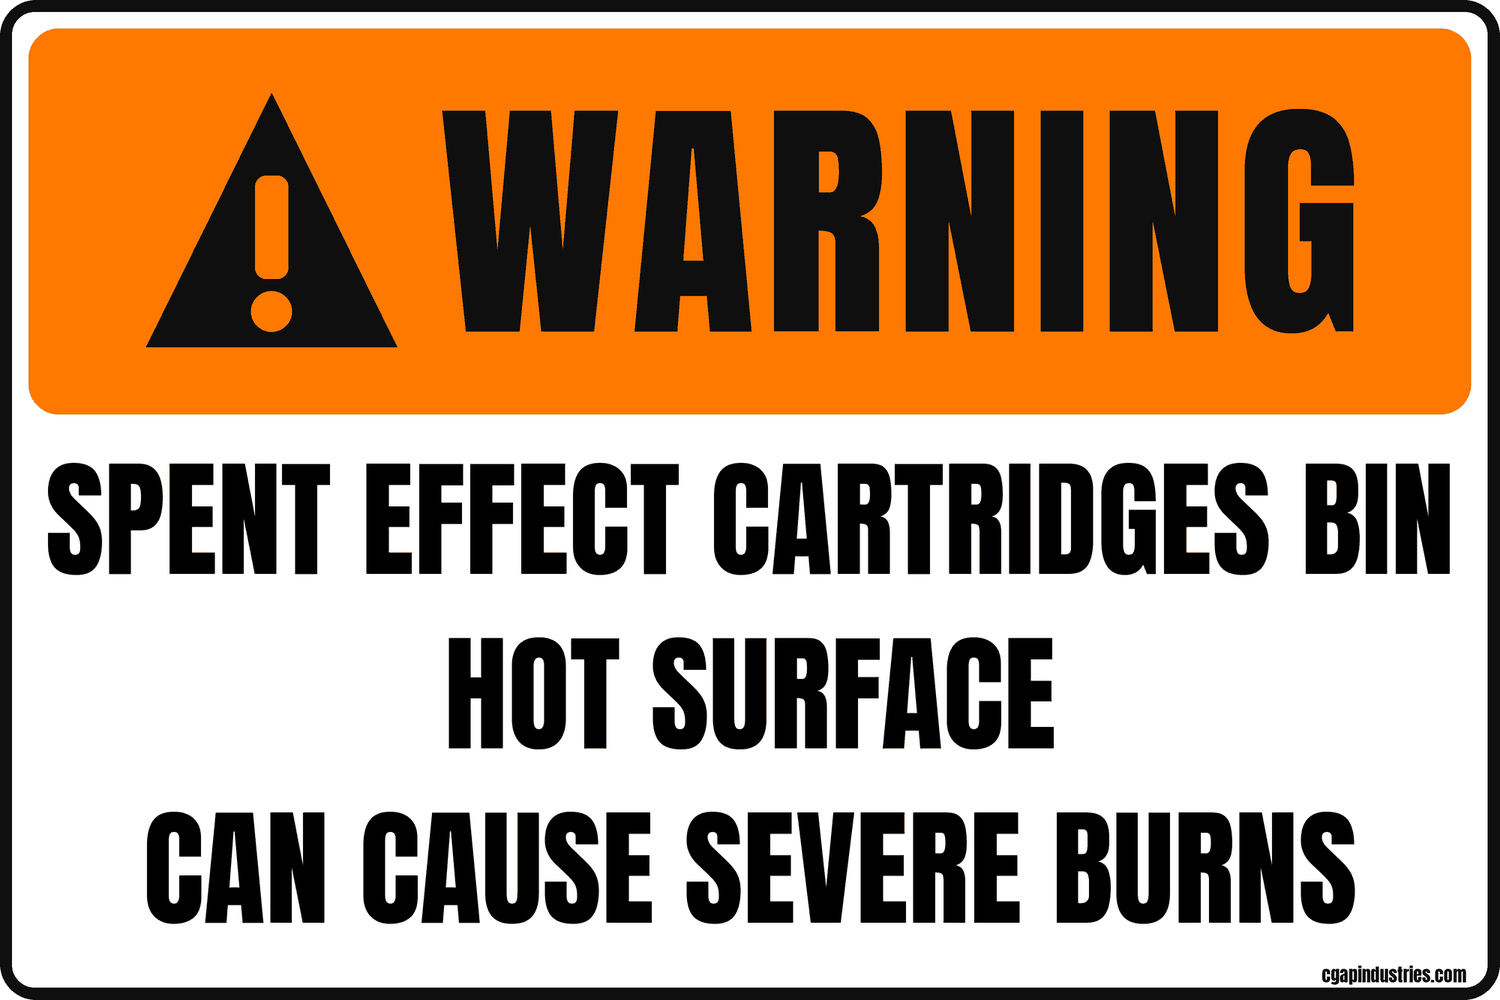 WARNING
SPENT EFFECT CARTRIDGES BIN
HOT SURFACE
CAN CAUSE SEVERE BURNS
cgapindustries.com